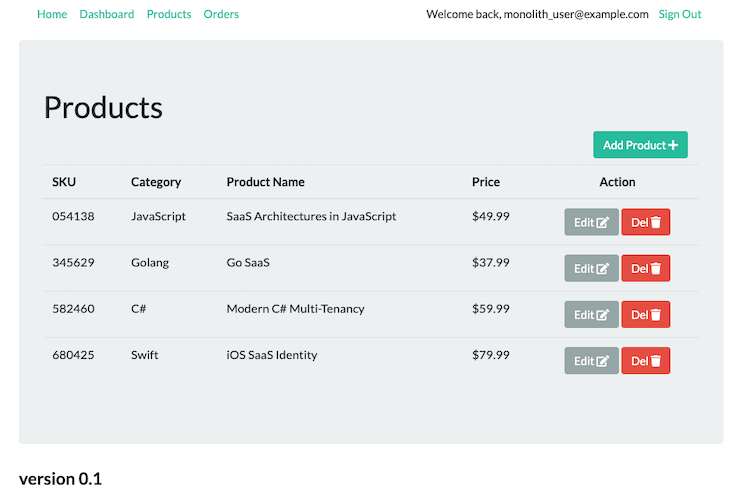 Home Dashboard Products Orders Welcome back, monolith_user@example.com Sign Out
Products
Add Product
SKU Category Product Name Price Action
054138 JavaScript SaaS Architectures in JavaScript $49.99 Edit Del
345629 Golang Go SaaS $37.99 Edit Del
582460 C# Modern C# Multi-Tenancy $59.99 Edit Del
680425 Swift iOS SaaS Identity $79.99 Edit Del
version 0.1